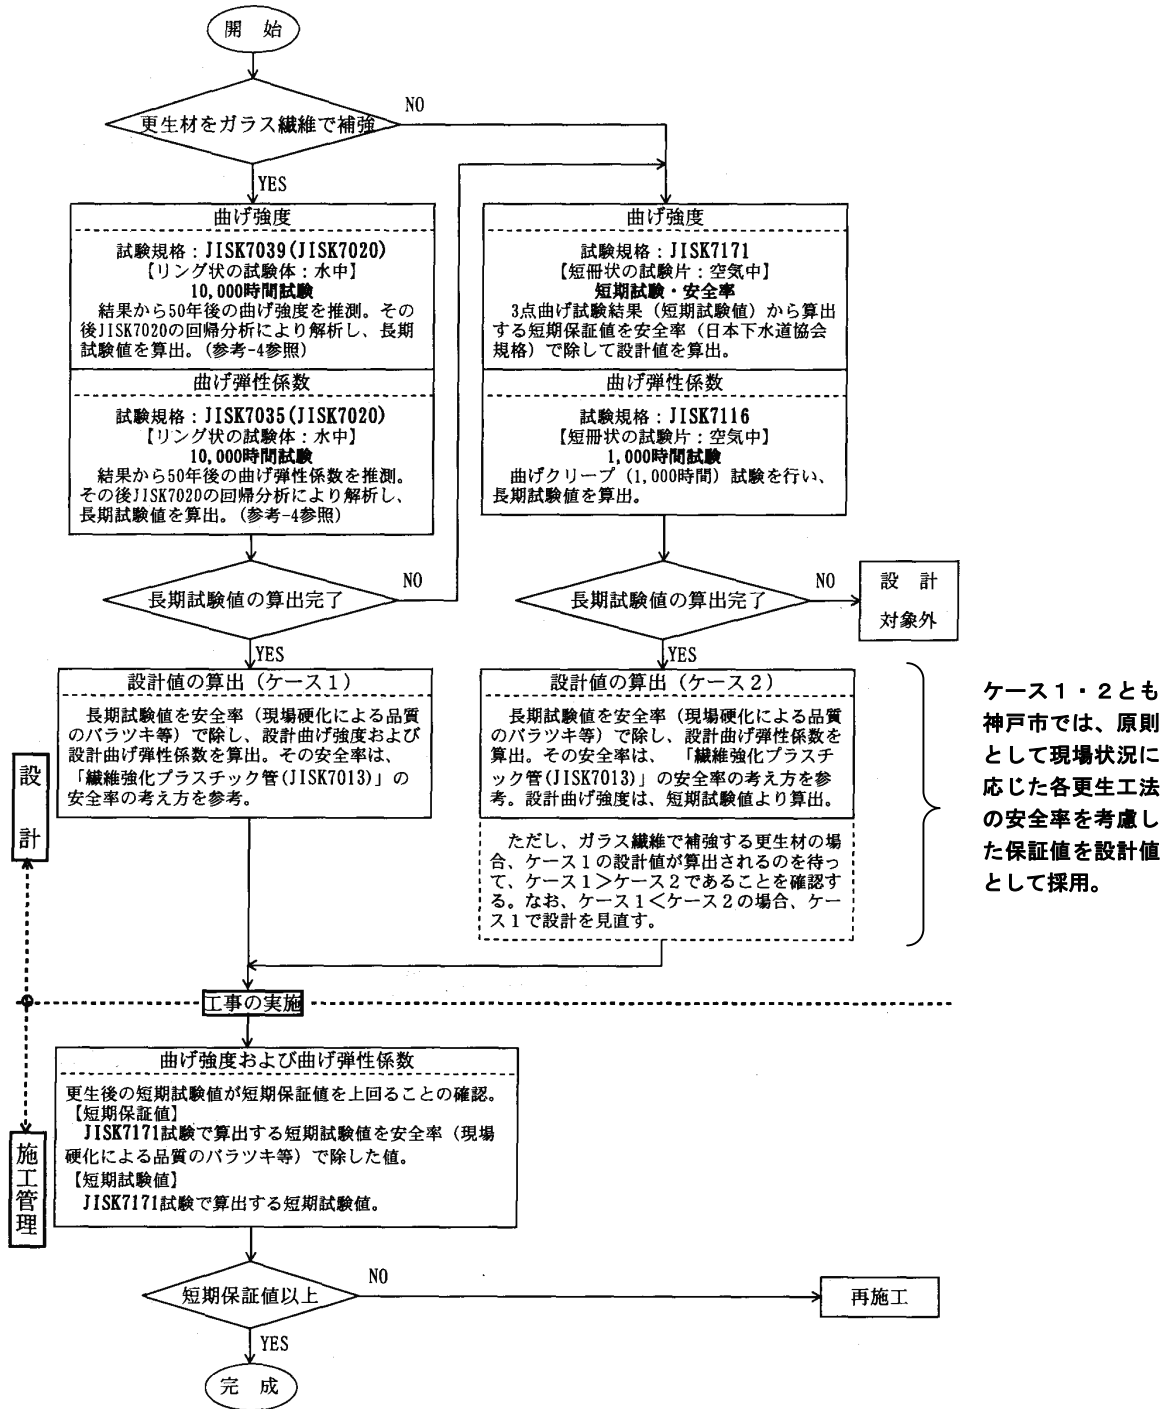 開　始
更生材をガラス繊維で補強
NO
YES
曲げ強度
試験規格：JISK7039(JISK7020)
【リング状の試験体：水中】
10,000時間試験
結果から50年後の曲げ強度を推測。その
後JISK7020の回帰分析により解析し、長期
試験値を算出。(参考-4参照)
曲げ弾性係数
試験規格：JISK7035(JISK7020)
【リング状の試験体：水中】
10,000時間試験
結果から50年後の曲げ弾性係数を推測。
その後JISK7020の回帰分析により解析し、
長期試験値を算出。(参考-4参照)
曲げ強度
試験規格：JISK7171
【短冊状の試験片：空気中】
短期試験・安全率
3点曲げ試験結果（短期試験値）から算出
する短期保証値を安全率（日本下水道協会
規格）で除して設計値を算出。
曲げ弾性係数
試験規格：JISK7116
【短冊状の試験片：空気中】
1,000時間試験
曲げクリープ（1,000時間）試験を行い、
長期試験値を算出。
長期試験値の算出完了
NO
YES
長期試験値の算出完了
NO
YES
設　計
対象外
設計値の算出（ケース１）
長期試験値を安全率（現場硬化による品質
のバラツキ等）で除し、設計曲げ強度および
設計曲げ弾性係数を算出。その安全率は、
「繊維強化プラスチック管(JISK7013)」の
安全率の考え方を参考。
設計値の算出（ケース２）
長期試験値を安全率（現場硬化による品質
のバラツキ等）で除し、設計曲げ弾性係数を
算出。その安全率は、「繊維強化プラスチ
ック管(JISK7013)」の安全率の考え方を参
考。設計曲げ強度は、短期試験値より算出。
ただし、ガラス繊維で補強する更生材の場
合、ケース１の設計値が算出されるのを待っ
て、ケース１＞ケース２であることを確認す
る。なお、ケース１＜ケース２の場合、ケー
ス１で設計を見直す。
ケース１・２とも
神戸市では、原則
として現場状況に
応じた各更生工法
の安全率を考慮し
た保証値を設計値
として採用。
設計
工事の実施
施工管理
曲げ強度および曲げ弾性係数
更生後の短期試験値が短期保証値を上回ることの確認。
【短期保証値】
JISK7171試験で算出する短期試験値を安全率（現場
硬化による品質のバラツキ等）で除した値。
【短期試験値】
JISK7171試験で算出する短期試験値。
短期保証値以上
NO
再施工
YES
完　成